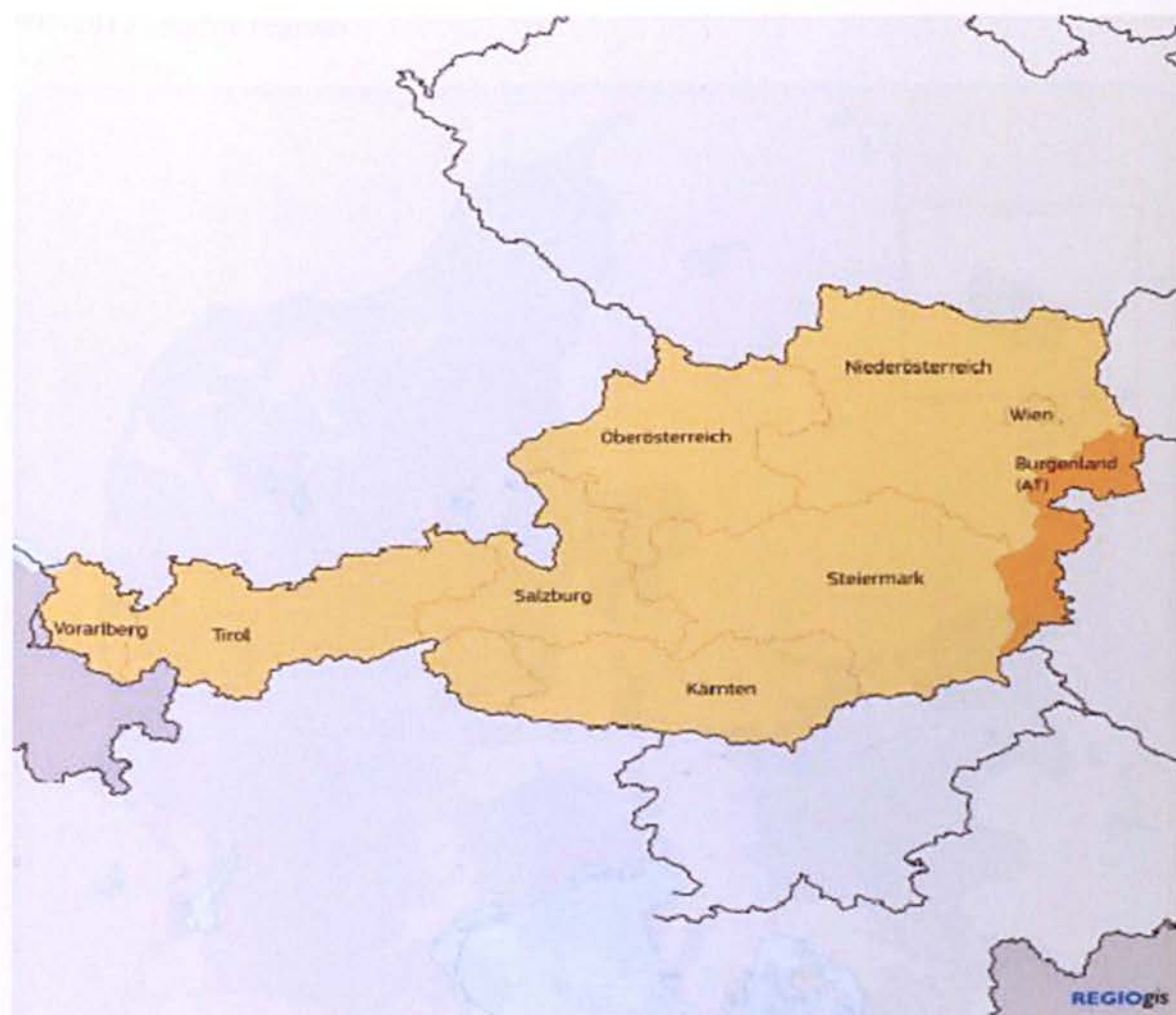 Niederösterreich
Wien
Oberösterreich
Burgenland
(AT)
Steiermark
Salzburg
Vorarlberg
Tirol
Kärnten
REGIOgis